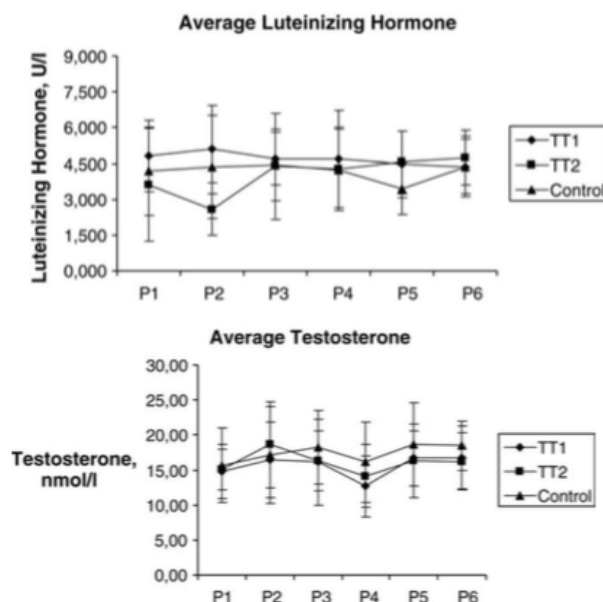 Average Luteinizing Hormone
Luteinizing Hormone, U/l
9,000
7,500
6,000
4,500
3,000
1,500
0,000
P1 P2 P3 P4 P5 P6
TT1
TT2
Control
Average Testosterone
Testosterone,
nmol/l
30,00
25,00
20,00
15,00
10,00
5,00
0,00
P1 P2 P3 P4 P5 P6
TT1
TT2
Control